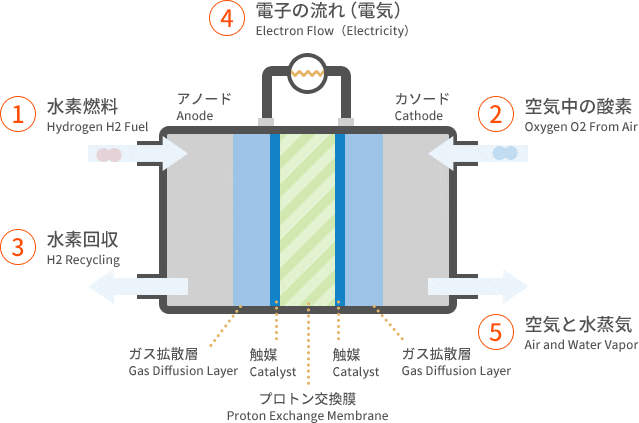 4
電子の流れ（電気）
Electron Flow（Electricity）
1
水素燃料
Hydrogen H2 Fuel
アノード
Anode
カソード
Cathode
2
空気中の酸素
Oxygen O2 From Air
3
水素回収
H2 Recycling
5
空気と水蒸気
Air and Water Vapor
ガス拡散層
Gas Diffusion Layer
触媒
Catalyst
触媒
Catalyst
ガス拡散層
Gas Diffusion Layer
プロトン交換膜
Proton Exchange Membrane